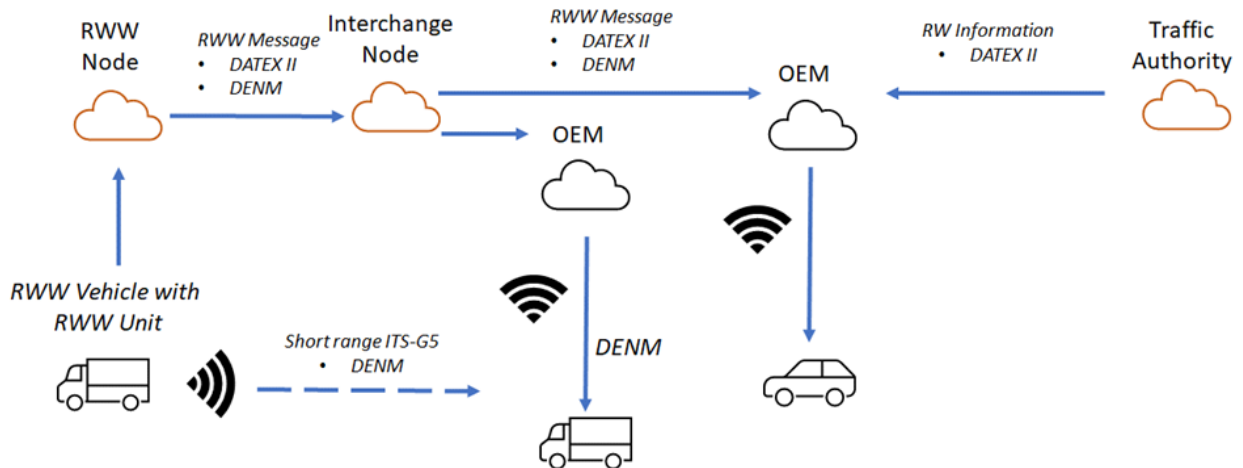 RWW
Node
RWW Message
• DATEX II
• DENM
Interchange
Node
RWW Message
• DATEX II
• DENM
OEM
OEM
RW Information
• DATEX II
Traffic
Authority
RWW Vehicle with
RWW Unit
Short range ITS-G5
• DENM
DENM